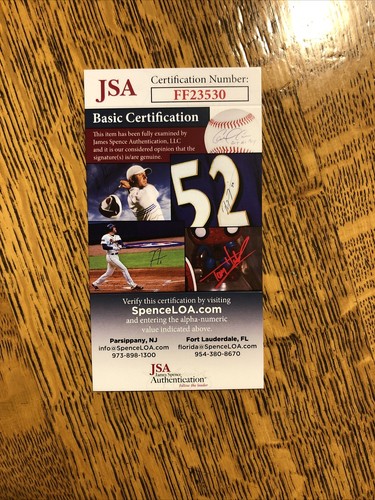 JSA
Certification Number:
FF23530
Basic Certification
This item has been fully examined by
James Spence Authentication, LLC
and it is our considered opinion that the
signature(s) is/are genuine.
52
Verify this certification by visiting
SpenceLOA.com
and entering the alpha-numeric
value indicated above.
Parsippany, NJ
info@SpenceLOA.com
973-898-1300
Fort Lauderdale, FL
florida@SpenceLOA.com
954-380-8670
JSA
James Spence
Authentication
follow the leader